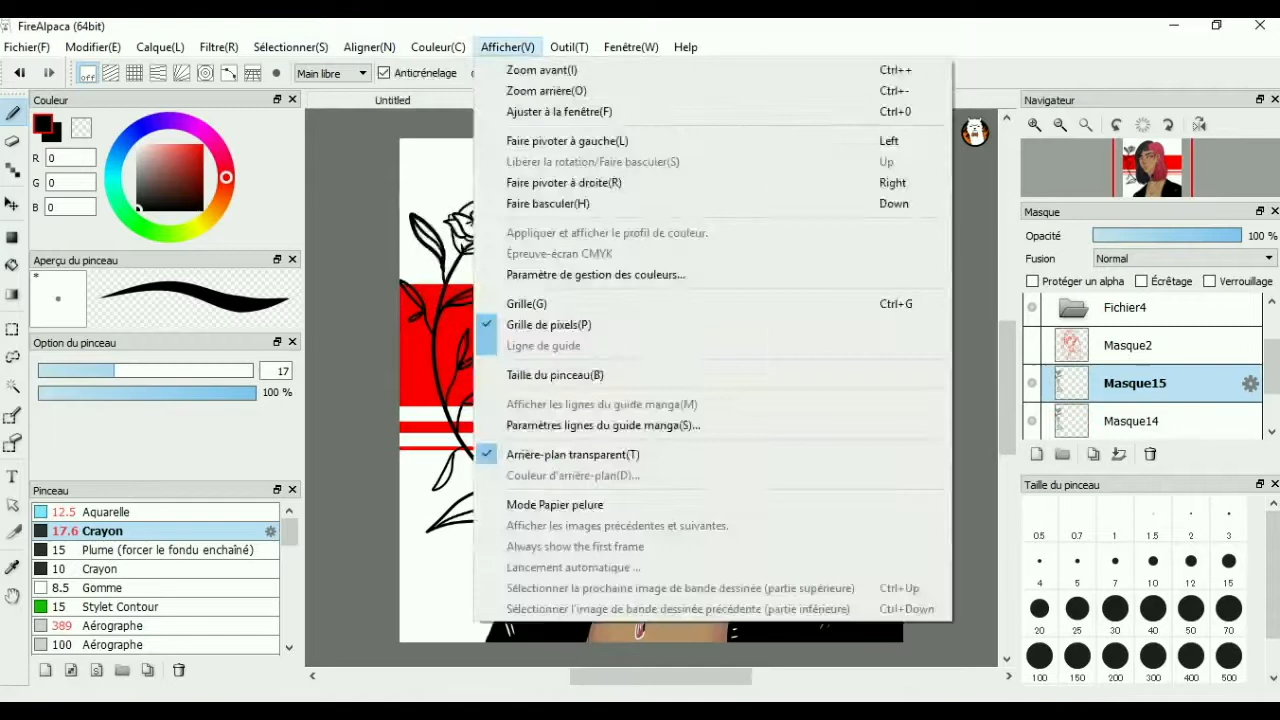 FireAlpaca (64bit)
Fichier(F) Modifier(E) Calque(L) Filtre(R) Sélectionner(S) Aligner(N) Couleur(C) Afficher(V) Outil(T) Fenêtre(W) Help
off Main libre Anticrénelage
Couleur
R 0
G 0
B 0
Aperçu du pinceau
*
Option du pinceau
17
100 %
Pinceau
12.5 Aquarelle
17.6 Crayon
15 Plume (forcer le fondu enchaîné)
10 Crayon
8.5 Gomme
15 Stylet Contour
389 Aérographe
100 Aérographe
Untitled
Zoom avant(I) Ctrl++
Zoom arrière(O) Ctrl+-
Ajuster à la fenêtre(F) Ctrl+0
Faire pivoter à gauche(L) Left
Libérer la rotation/Faire basculer(S) Up
Faire pivoter à droite(R) Right
Faire basculer(H) Down
Appliquer et afficher le profil de couleur.
Épreuve-écran CMYK
Paramètre de gestion des couleurs...
Grille(G) Ctrl+G
Grille de pixels(P)
Ligne de guide
Taille du pinceau(B)
Afficher les lignes du guide manga(M)
Paramètres lignes du guide manga(S)...
Arrière-plan transparent(T)
Couleur d'arrière-plan(D)...
Mode Papier pelure
Afficher les images précédentes et suivantes.
Always show the first frame
Lancement automatique ...
Sélectionner la prochaine image de bande dessinée (partie supérieure) Ctrl+Up
Sélectionner l'image de bande dessinée précédente (partie inférieure) Ctrl+Down
Navigateur
Masque
Opacité 100 %
Fusion Normal
Protéger un alpha Écrêtage Verrouillage
Fichier4
Masque2
Masque15
Masque14
Taille du pinceau
0.5 0.7 1 1.5 2 3
4 5 7 10 12 15
20 25 30 40 50 70
100 150 200 300 400 500